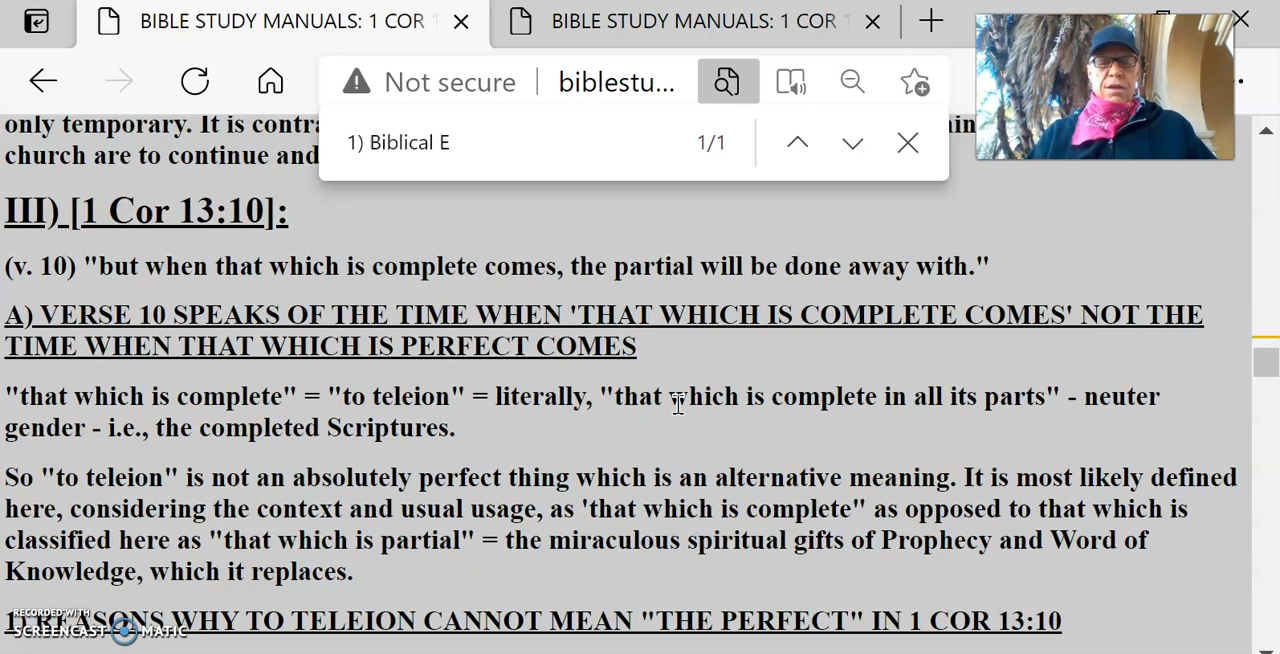 BIBLE STUDY MANUALS: 1 COR 1
BIBLE STUDY MANUALS: 1 COR 1
Not secure
biblestu...
1) Biblical E
1/1
only temporary. It is contra
church are to continue and
III) [1 Cor 13:10]:
(v. 10) "but when that which is complete comes, the partial will be done away with."
A) VERSE 10 SPEAKS OF THE TIME WHEN 'THAT WHICH IS COMPLETE COMES' NOT THE
TIME WHEN THAT WHICH IS PERFECT COMES
"that which is complete" = "to teleion" = literally, "that which is complete in all its parts" - neuter
gender - i.e., the completed Scriptures.
So "to teleion" is not an absolutely perfect thing which is an alternative meaning. It is most likely defined
here, considering the context and usual usage, as 'that which is complete" as opposed to that which is
classified here as "that which is partial" = the miraculous spiritual gifts of Prophecy and Word of
Knowledge, which it replaces.
1) REASONS WHY TO TELEION CANNOT MEAN "THE PERFECT" IN 1 COR 13:10
RECORDED WITH
SCREENCAST MATIC